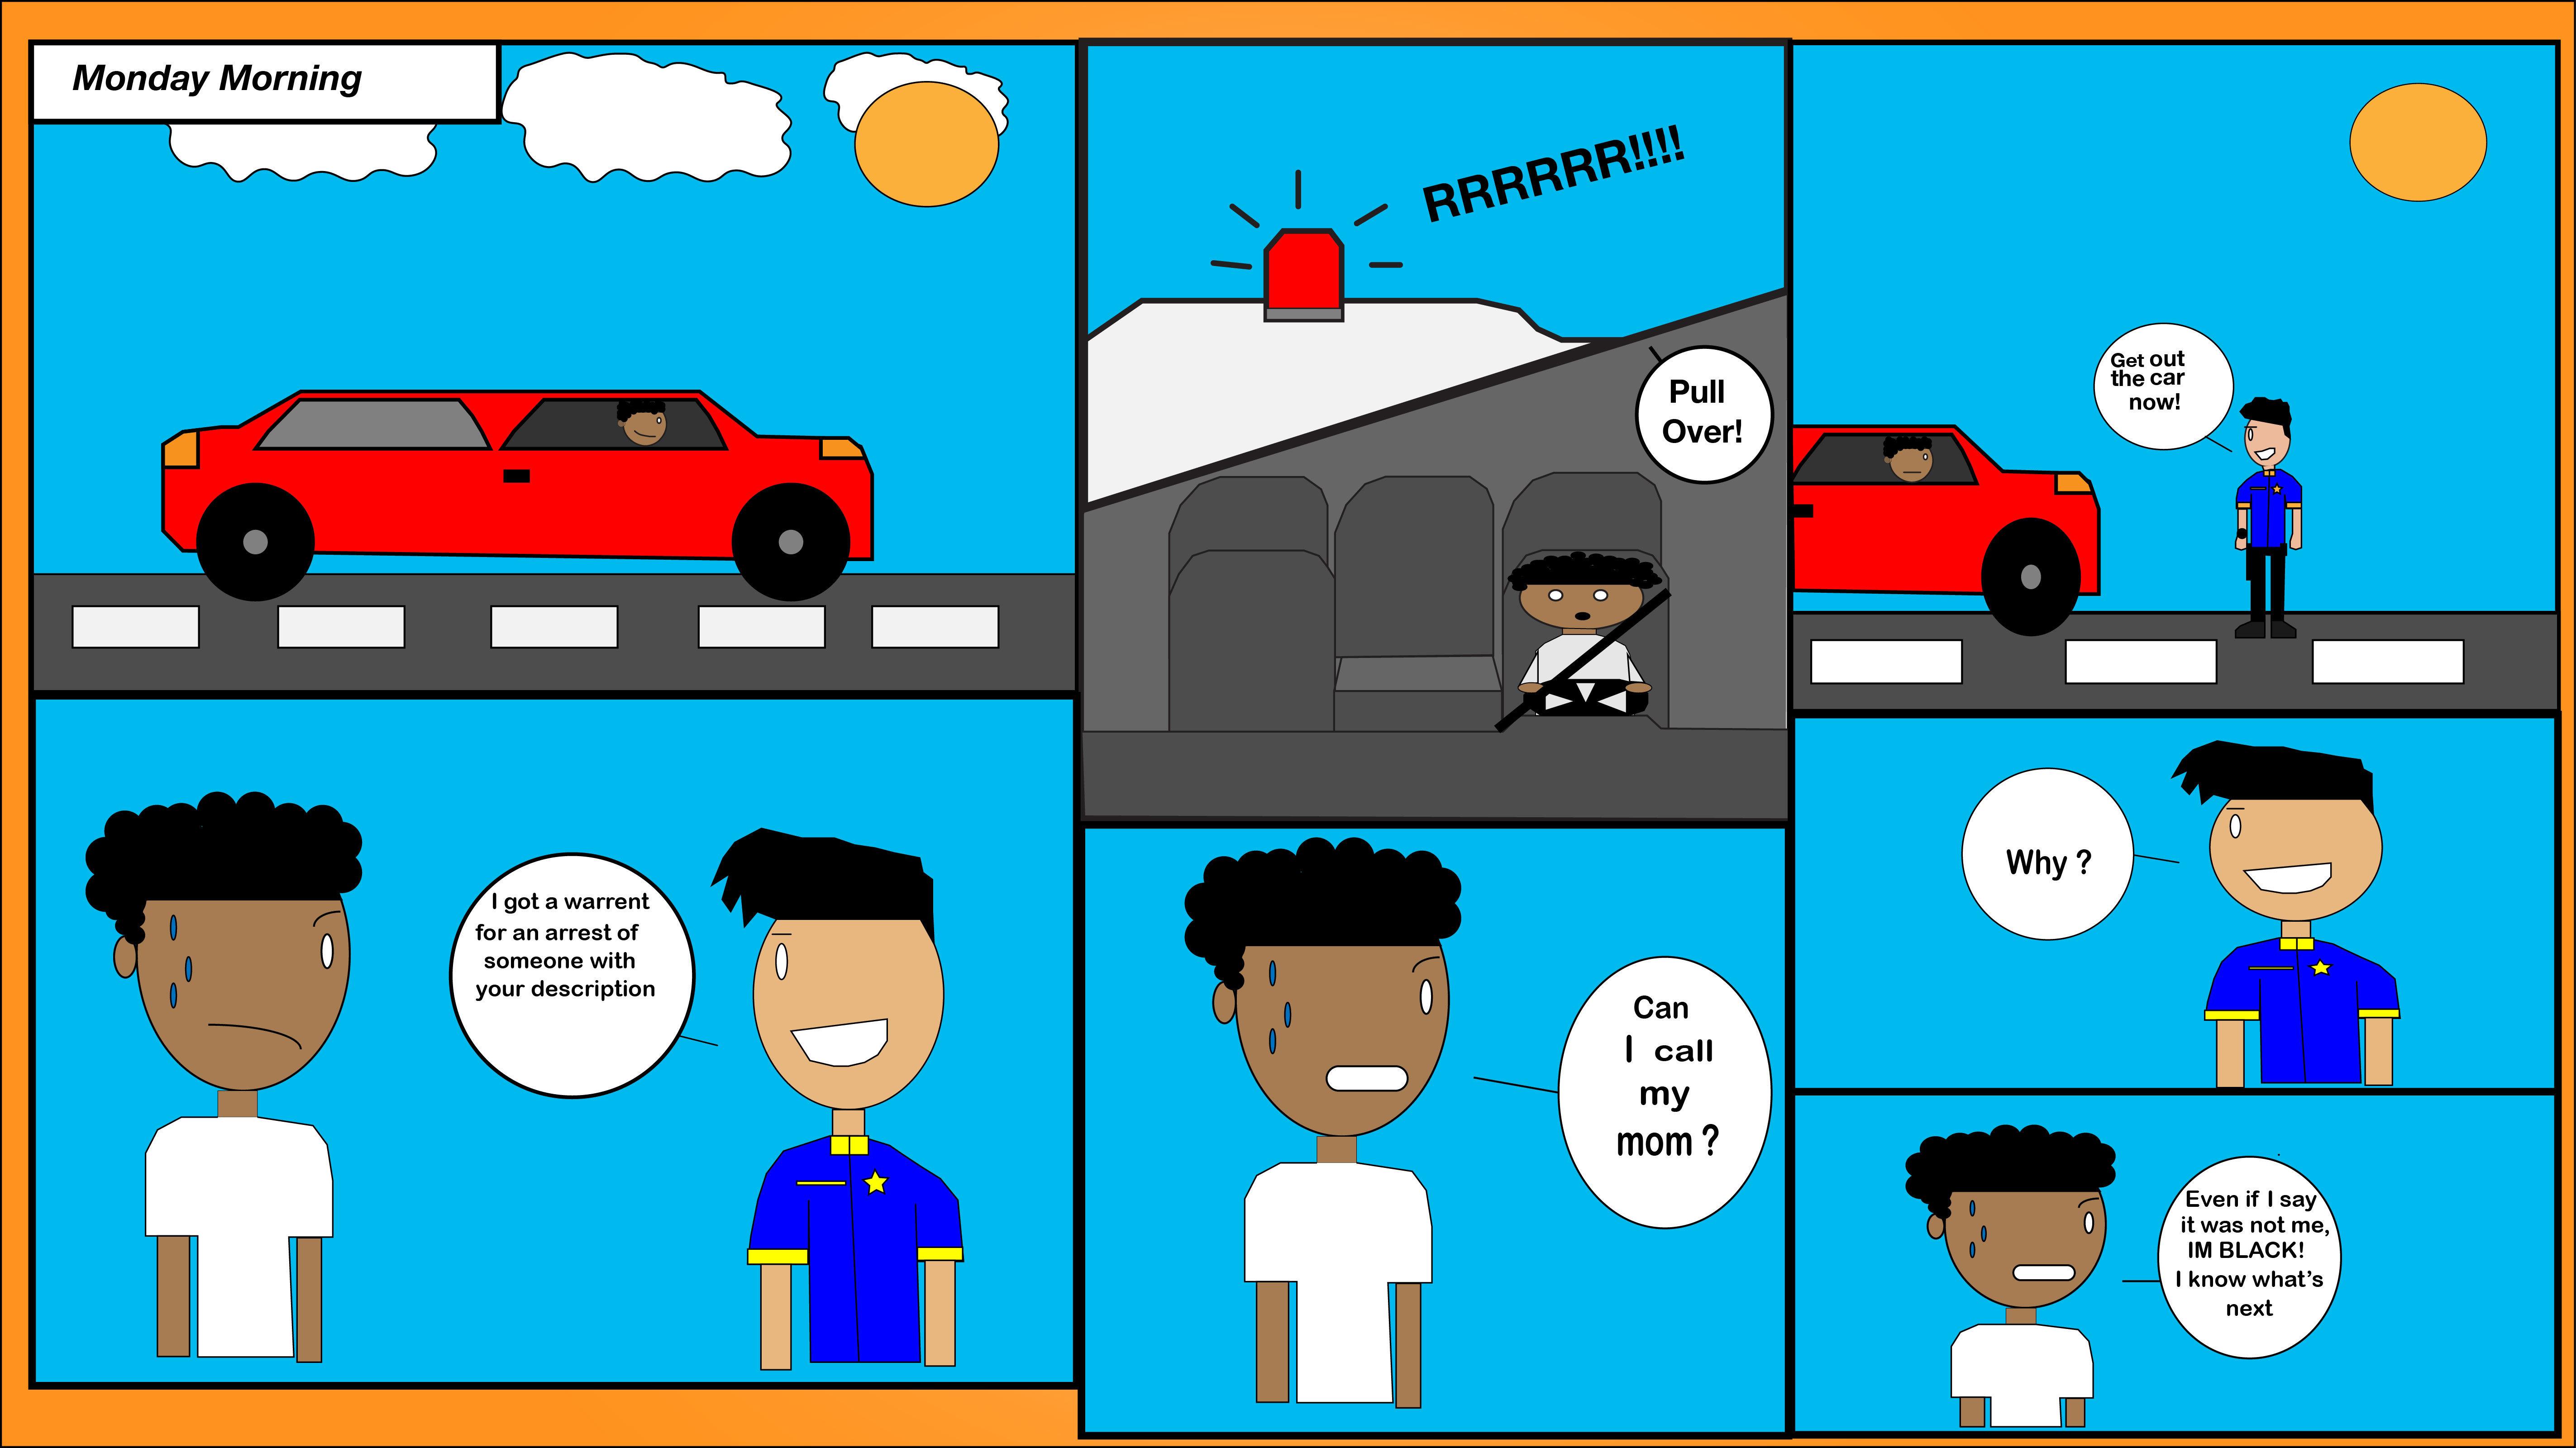 Monday Morning
RRRRRR!!!!
Pull
Over!
Get out
the car
now!
I got a warrent
for an arrest of
someone with
your description
Can
I call
my
mom ?
Why ?
Even if I say
it was not me,
IM BLACK!
I know what's
next